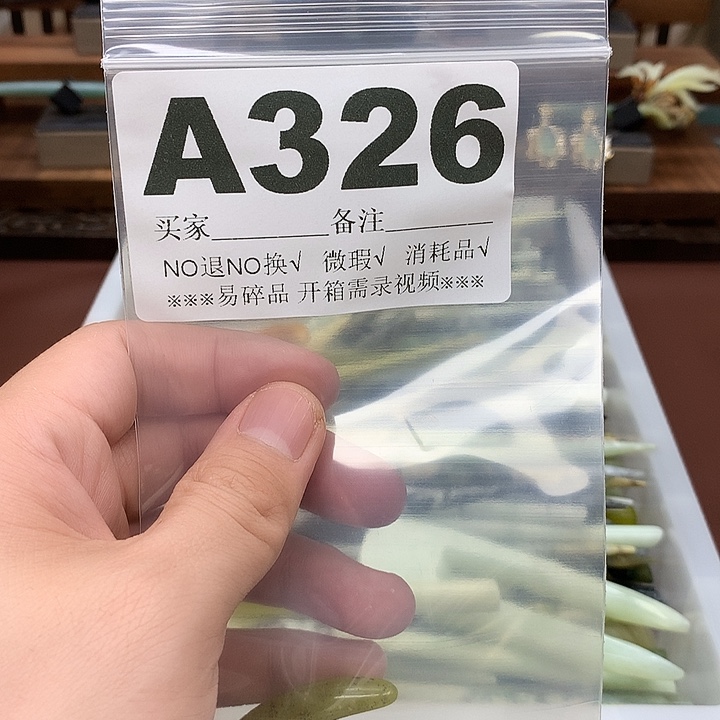 A326
买家________备注________
NO退NO换√ 微瑕√ 消耗品√
※※※易碎品 开箱需录视频※※※